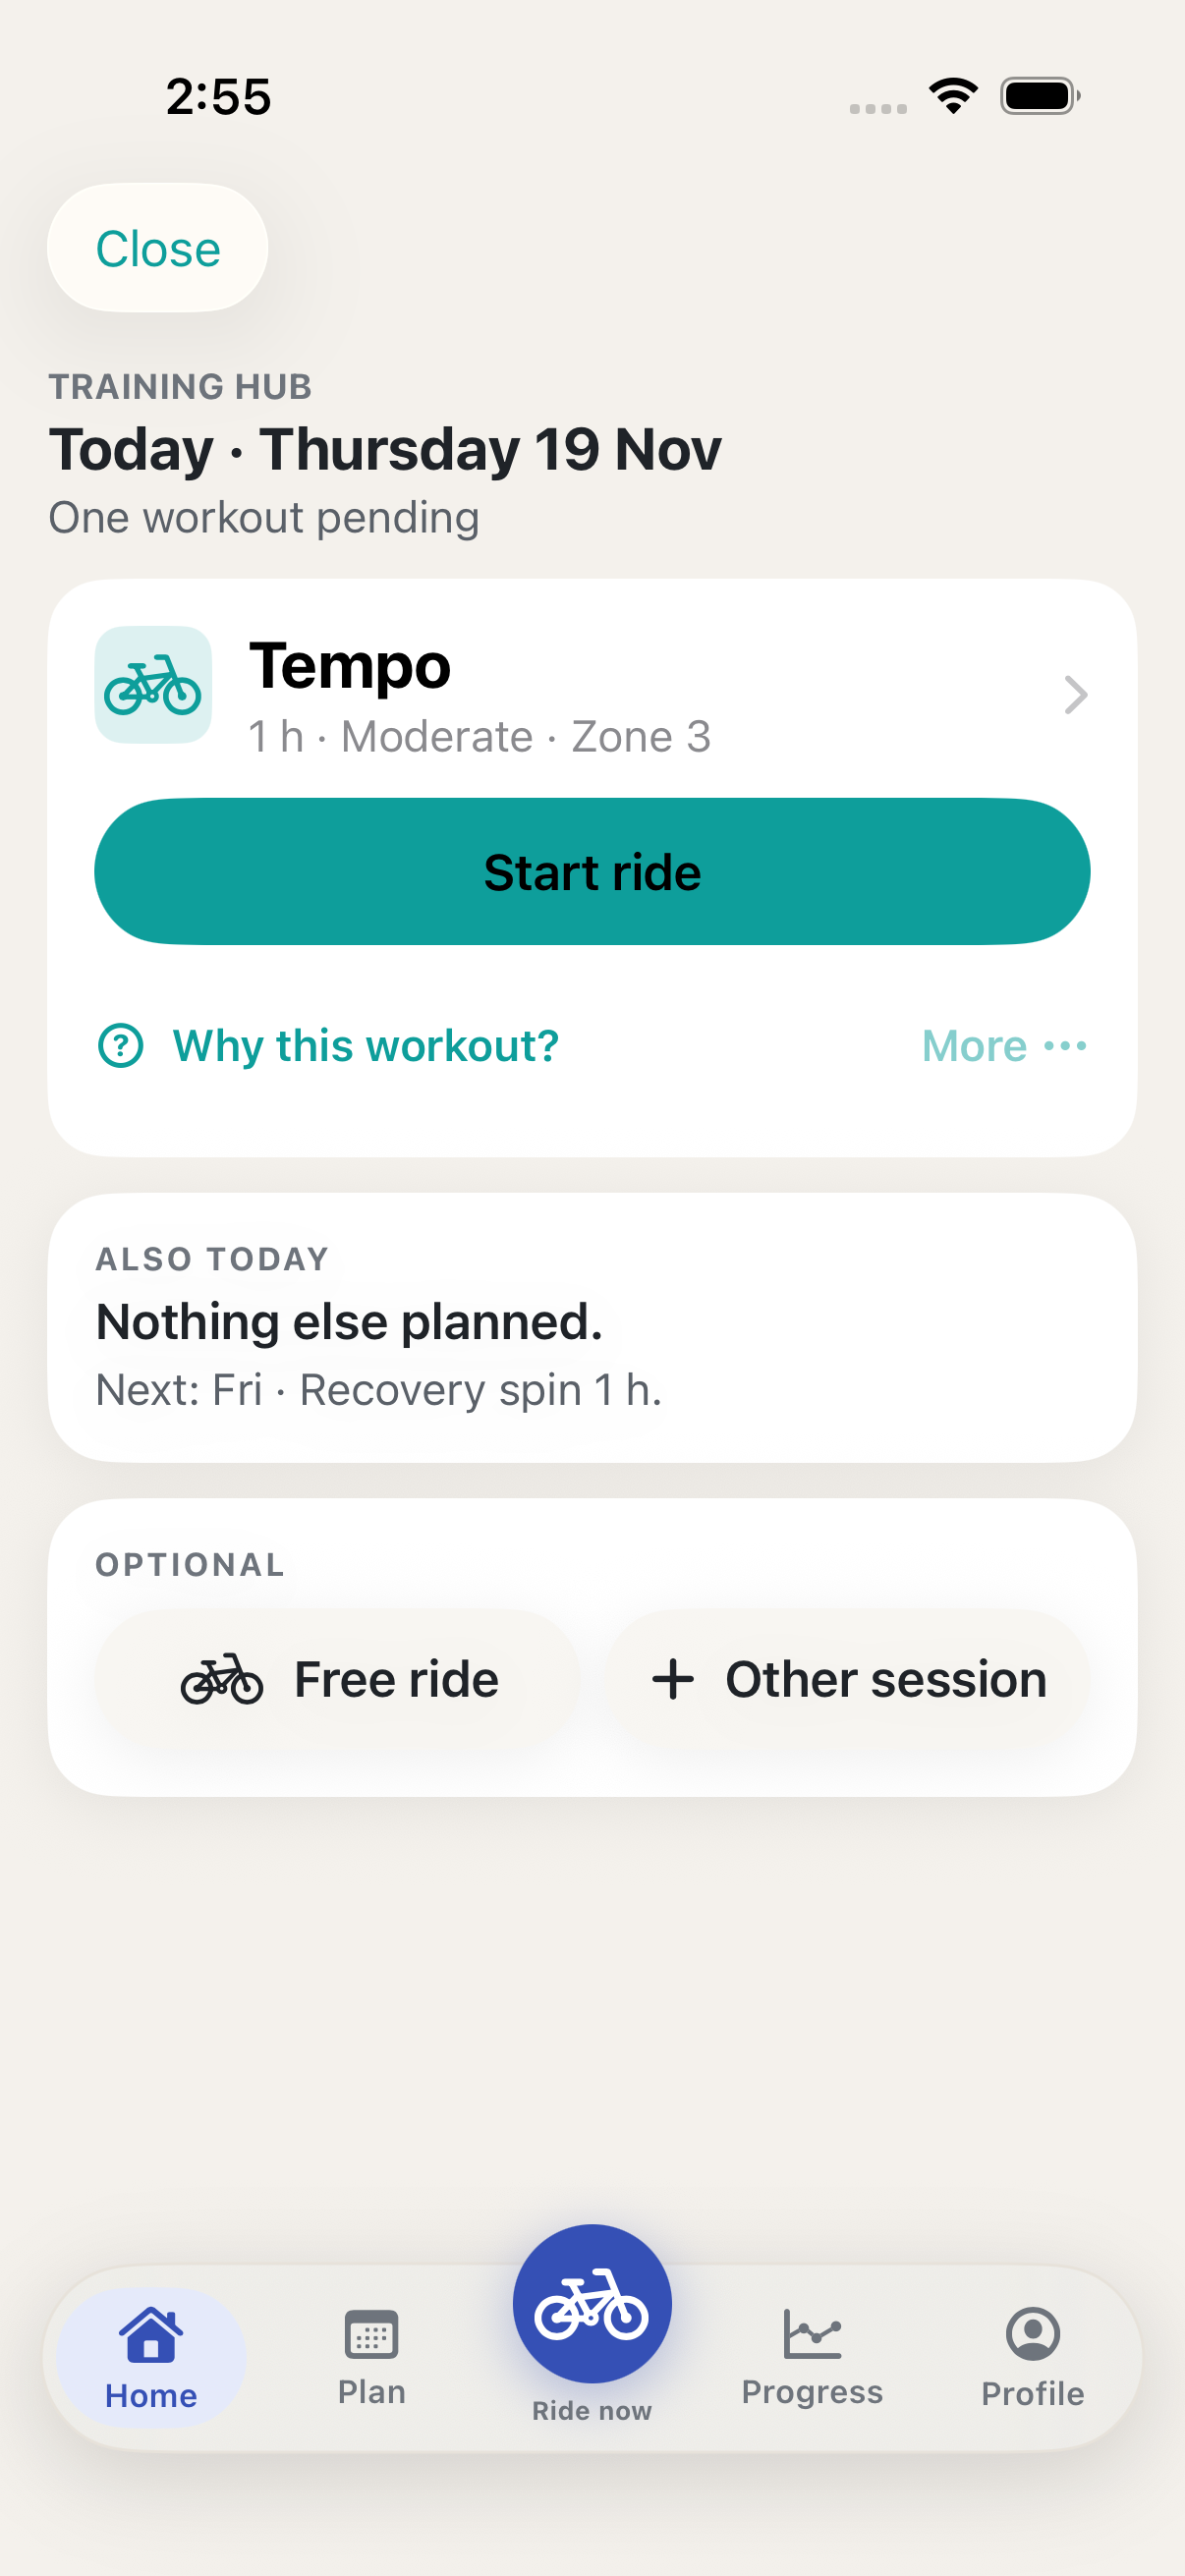 2:55
Close
TRAINING HUB
Today · Thursday 19 Nov
One workout pending
Tempo
1 h · Moderate · Zone 3
Start ride
Why this workout? More ···
ALSO TODAY
Nothing else planned.
Next: Fri · Recovery spin 1 h.
OPTIONAL
Free ride + Other session
Home Plan Ride now Progress Profile